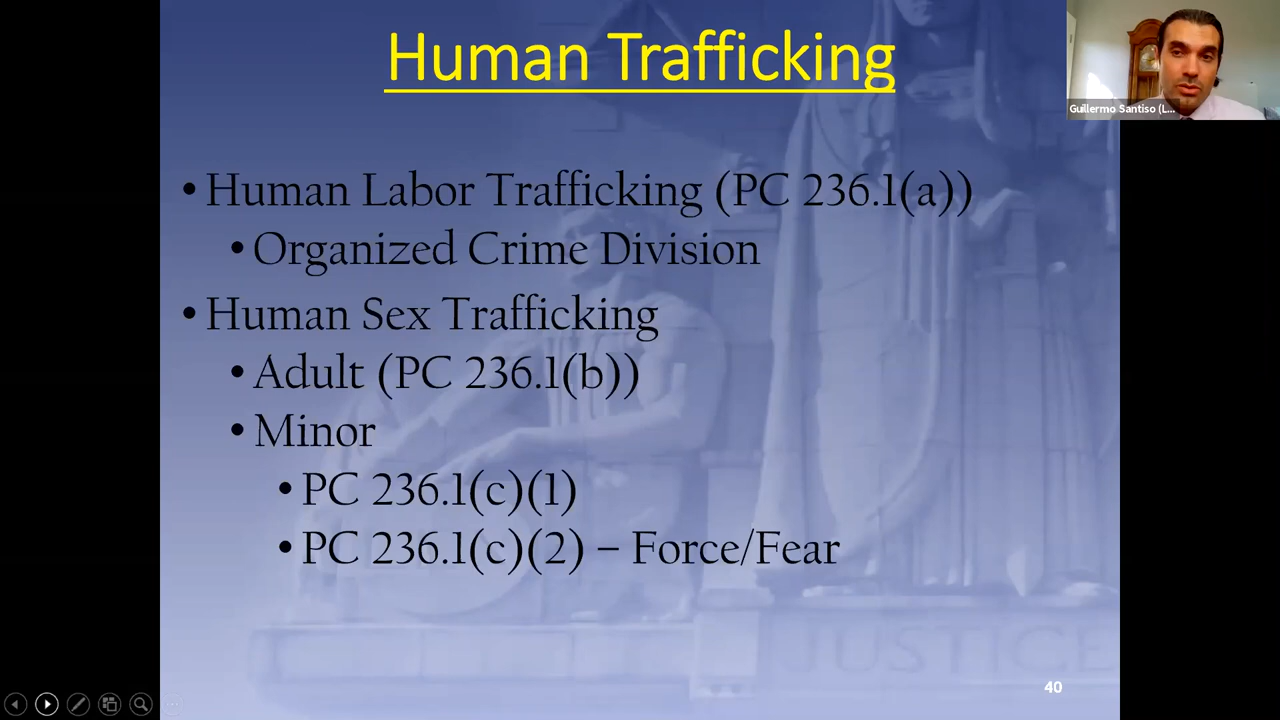 Human Trafficking
Guillermo Santiso (L...
• Human Labor Trafficking (PC 236.1(a))
• Organized Crime Division
• Human Sex Trafficking
• Adult (PC 236.1(b))
• Minor
• PC 236.1(c)(1)
• PC 236.1(c)(2) – Force/Fear
JUSTICE
40